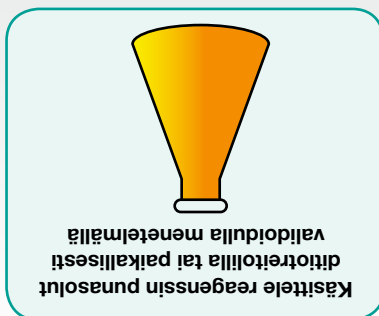 Käsittele reagenssin punasolut
ditiotreitolilla tai paikallisesti
validoidulla menetelmällä